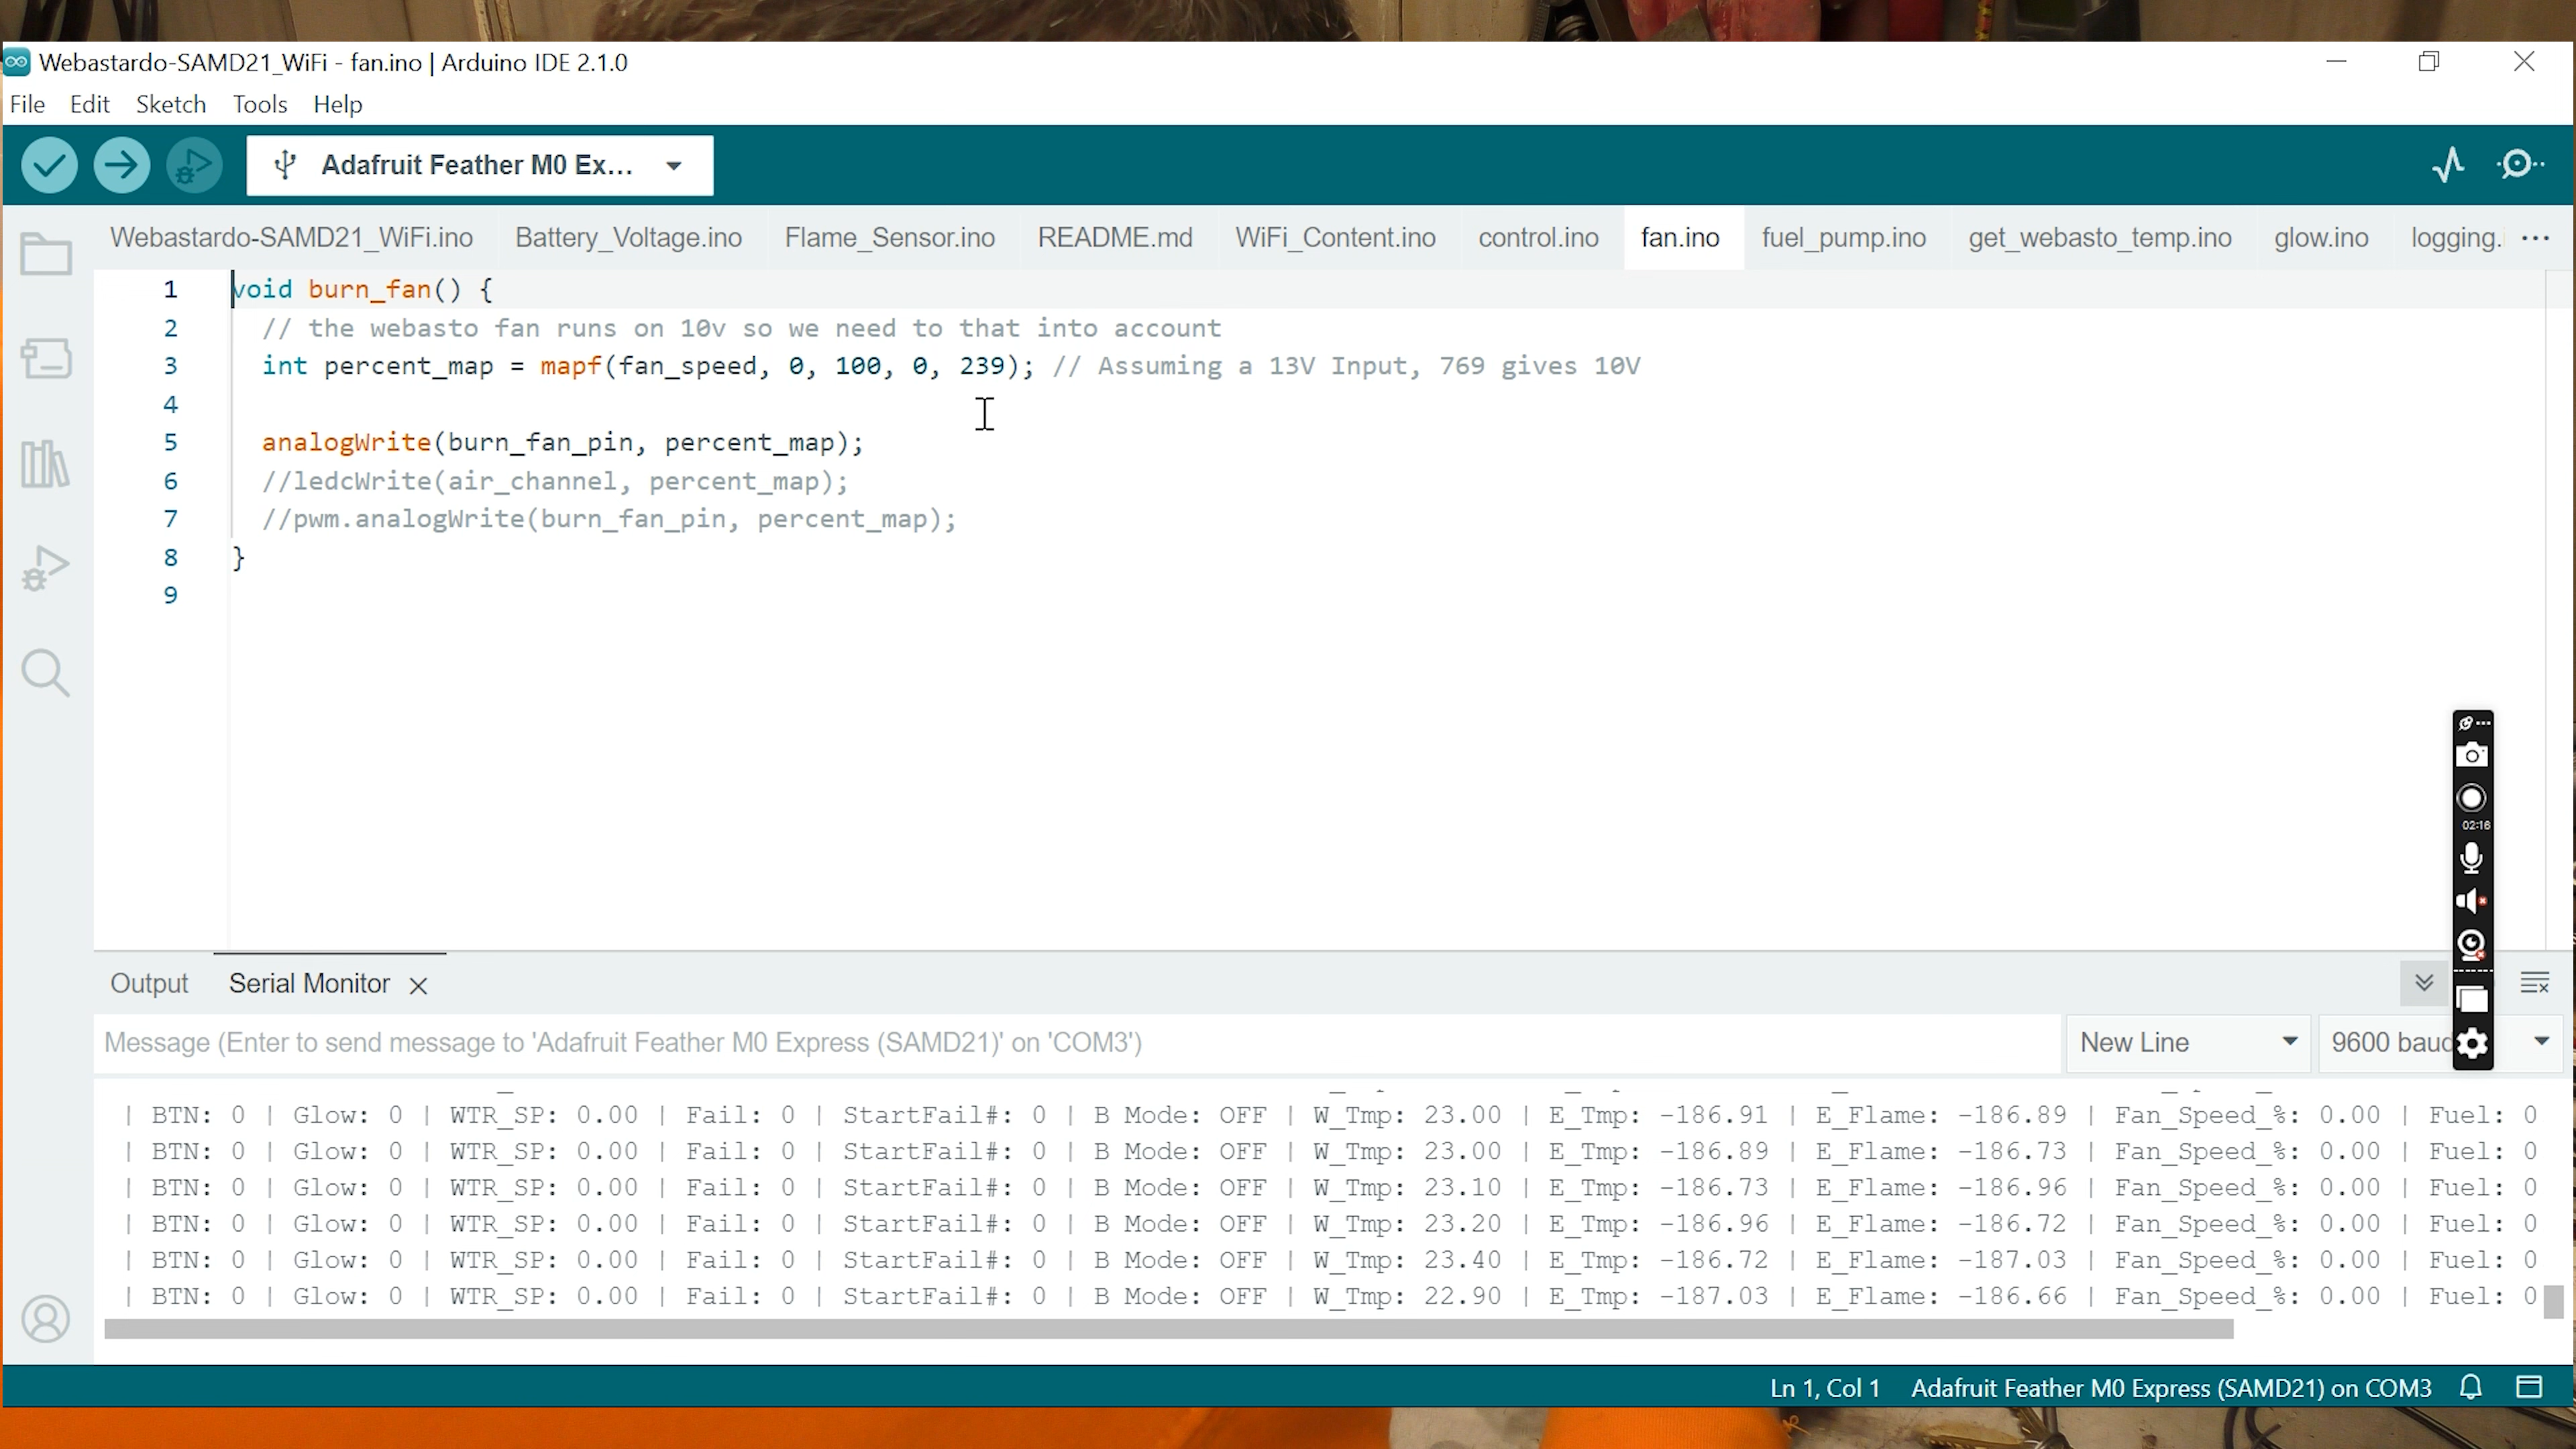 Webastardo-SAMD21_WiFi - fan.ino | Arduino IDE 2.1.0
File Edit Sketch Tools Help
Adafruit Feather M0 Ex...
Webastardo-SAMD21_WiFi.ino Battery_Voltage.ino Flame_Sensor.ino README.md WiFi_Content.ino control.ino fan.ino fuel_pump.ino get_webasto_temp.ino glow.ino logging.
1 void burn_fan() {
2 // the webasto fan runs on 10v so we need to that into account
3 int percent_map = mapf(fan_speed, 0, 100, 0, 239); // Assuming a 13V Input, 769 gives 10V
4
5 analogWrite(burn_fan_pin, percent_map);
6 //ledcWrite(air_channel, percent_map);
7 //pwm.analogWrite(burn_fan_pin, percent_map);
8 }
9
02:16
Output Serial Monitor
Message (Enter to send message to 'Adafruit Feather M0 Express (SAMD21)' on 'COM3') New Line 9600 baud
| BTN: 0 | Glow: 0 | WTR_SP: 0.00 | Fail: 0 | StartFail#: 0 | B Mode: OFF | W_Tmp: 23.00 | E_Tmp: -186.91 | E_Flame: -186.89 | Fan_Speed_%: 0.00 | Fuel: 0
| BTN: 0 | Glow: 0 | WTR_SP: 0.00 | Fail: 0 | StartFail#: 0 | B Mode: OFF | W_Tmp: 23.00 | E_Tmp: -186.89 | E_Flame: -186.73 | Fan_Speed_%: 0.00 | Fuel: 0
| BTN: 0 | Glow: 0 | WTR_SP: 0.00 | Fail: 0 | StartFail#: 0 | B Mode: OFF | W_Tmp: 23.10 | E_Tmp: -186.73 | E_Flame: -186.96 | Fan_Speed_%: 0.00 | Fuel: 0
| BTN: 0 | Glow: 0 | WTR_SP: 0.00 | Fail: 0 | StartFail#: 0 | B Mode: OFF | W_Tmp: 23.20 | E_Tmp: -186.96 | E_Flame: -186.72 | Fan_Speed_%: 0.00 | Fuel: 0
| BTN: 0 | Glow: 0 | WTR_SP: 0.00 | Fail: 0 | StartFail#: 0 | B Mode: OFF | W_Tmp: 23.40 | E_Tmp: -186.72 | E_Flame: -187.03 | Fan_Speed_%: 0.00 | Fuel: 0
| BTN: 0 | Glow: 0 | WTR_SP: 0.00 | Fail: 0 | StartFail#: 0 | B Mode: OFF | W_Tmp: 22.90 | E_Tmp: -187.03 | E_Flame: -186.66 | Fan_Speed_%: 0.00 | Fuel: 0
Ln 1, Col 1 Adafruit Feather M0 Express (SAMD21) on COM3